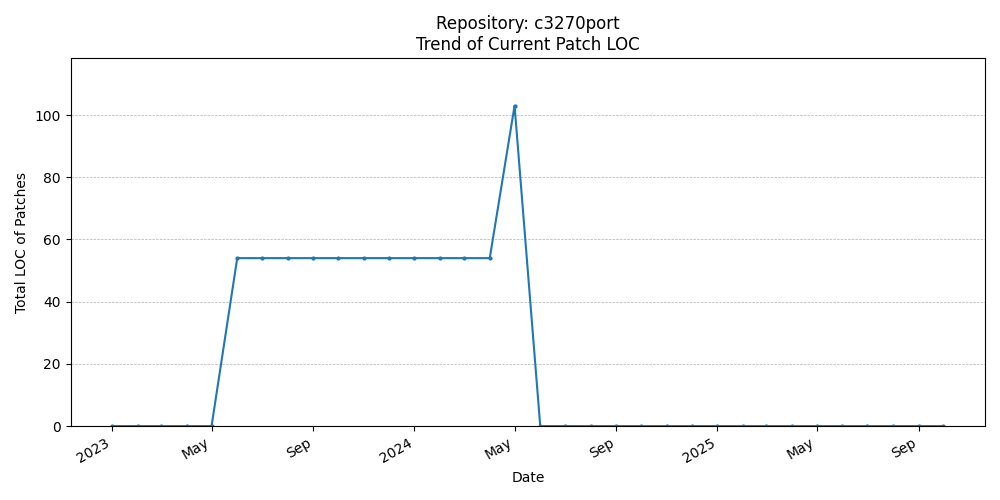 Repository: c3270port
Trend of Current Patch LOC
Total LOC of Patches
100
80
60
40
20
0
2023
May
Sep
2024
May
Sep
2025
May
Sep
Date